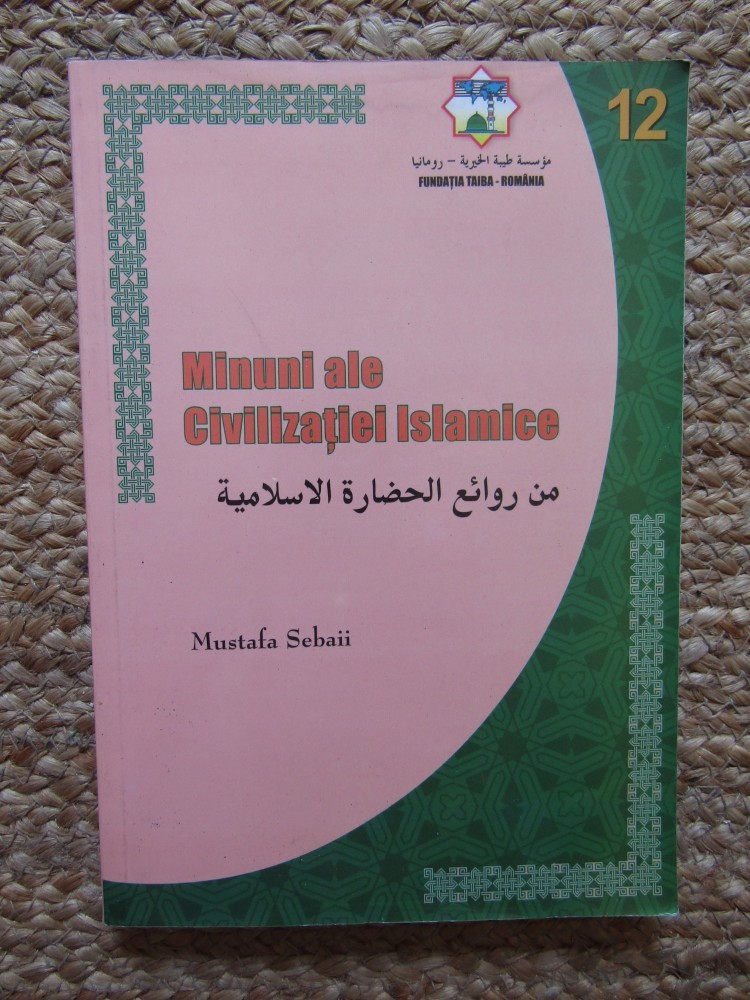 12
مؤسسة طيبة الخيرية - رومانيا
FUNDAȚIA TAIBA - ROMÂNIA
Minuni ale
Civilizației Islamice
من روائع الحضارة الاسلامية
Mustafa Sebaii